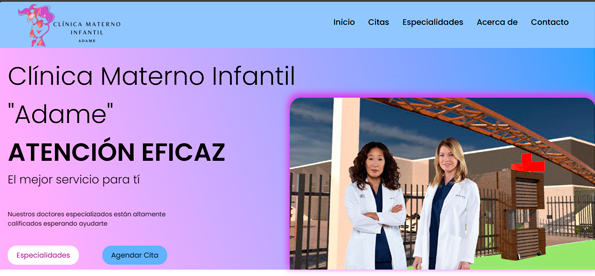 CLÍNICA MATERNO
INFANTIL
ADAME
Inicio Citas Especialidades Acerca de Contacto
Clínica Materno Infantil
"Adame"
ATENCIÓN EFICAZ
El mejor servicio para tí
Nuestros doctores especializados están altamente
calificados esperando ayudarte
Especialidades Agendar Cita